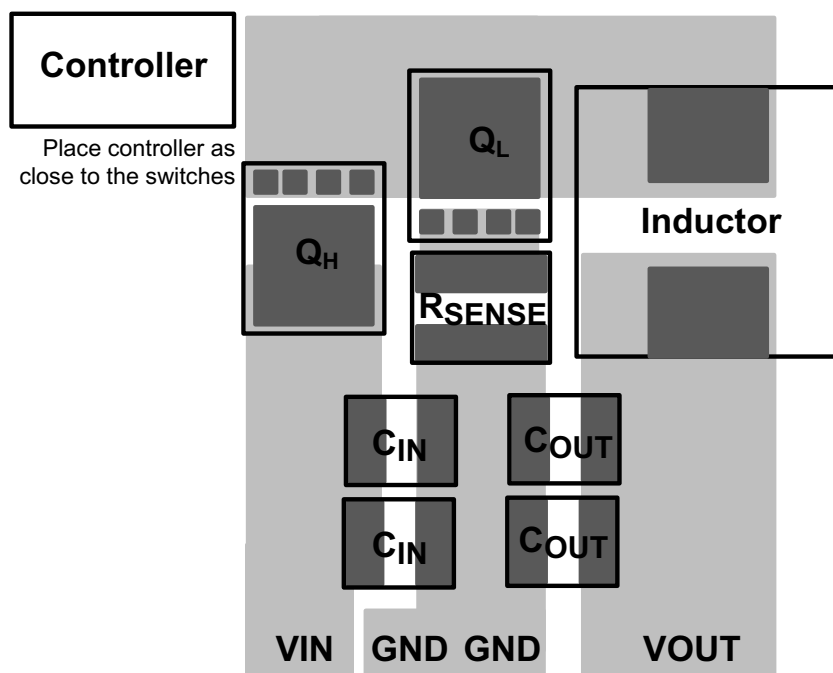 Controller
Place controller as
close to the switches
QL
QH
Inductor
RSENSE
CIN
COUT
CIN
COUT
VIN GND GND VOUT